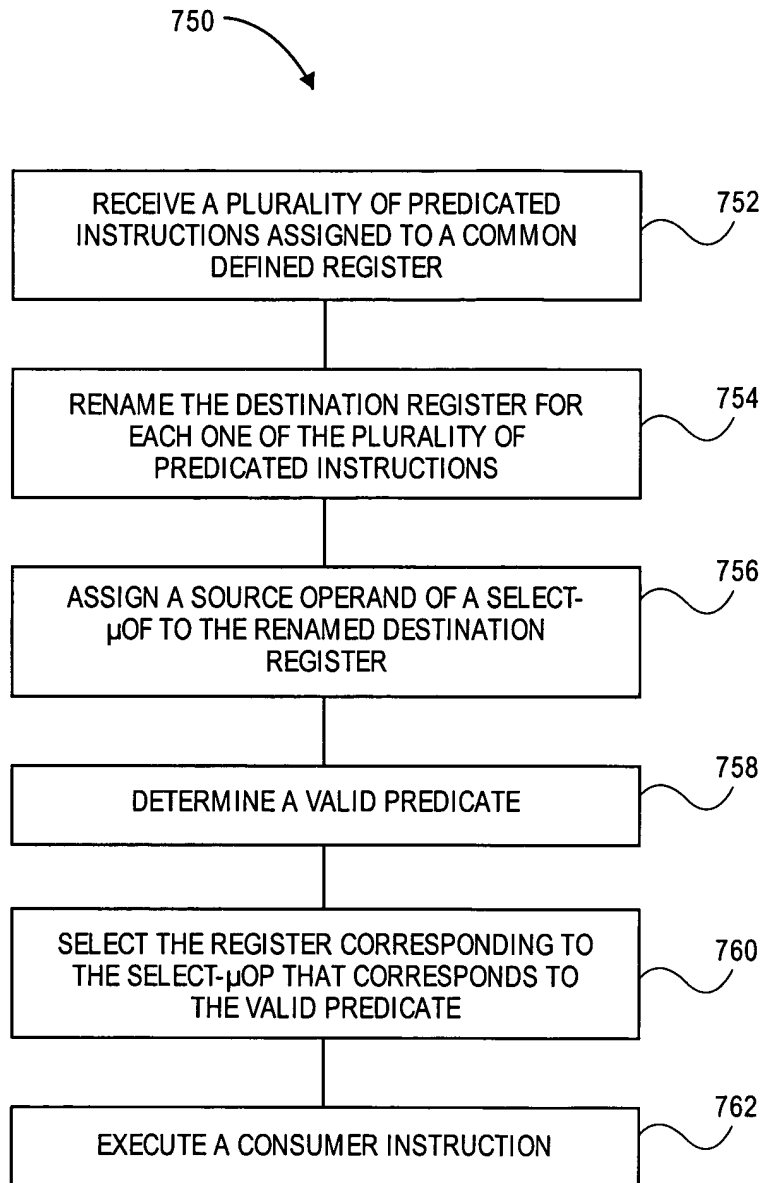 750
RECEIVE A PLURALITY OF PREDICATED
INSTRUCTIONS ASSIGNED TO A COMMON
DEFINED REGISTER
752
RENAME THE DESTINATION REGISTER FOR
EACH ONE OF THE PLURALITY OF
PREDICATED INSTRUCTIONS
754
ASSIGN A SOURCE OPERAND OF A SELECT-
µOF TO THE RENAMED DESTINATION
REGISTER
756
DETERMINE A VALID PREDICATE
758
SELECT THE REGISTER CORRESPONDING TO
THE SELECT-µOP THAT CORRESPONDS TO
THE VALID PREDICATE
760
EXECUTE A CONSUMER INSTRUCTION
762